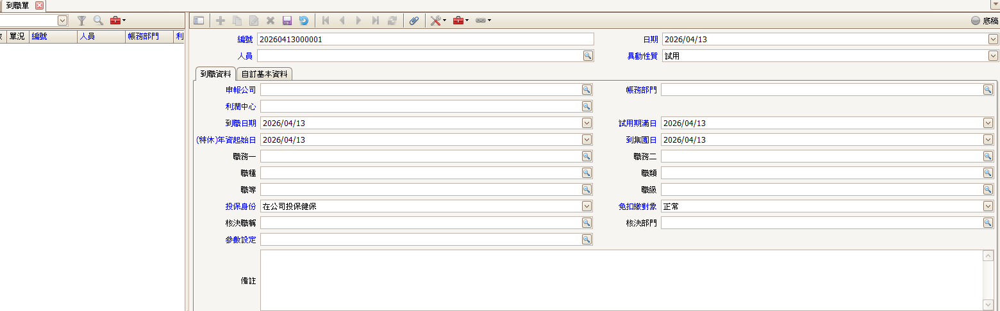 到職單
單況 編號 人員 帳務部門 利
底稿
編號 20260413000001 日期 2026/04/13
人員 異動性質 試用
到職資料 自訂基本資料
申報公司 帳務部門
利潤中心
到職日期 2026/04/13 試用期滿日 2026/04/13
(特休)年資起始日 2026/04/13 到集團日 2026/04/13
職務一 職務二
職種 職類
職等 職級
投保身份 在公司投保健保 免扣繳對象 正常
核決職稱 核決部門
參數設定
備註